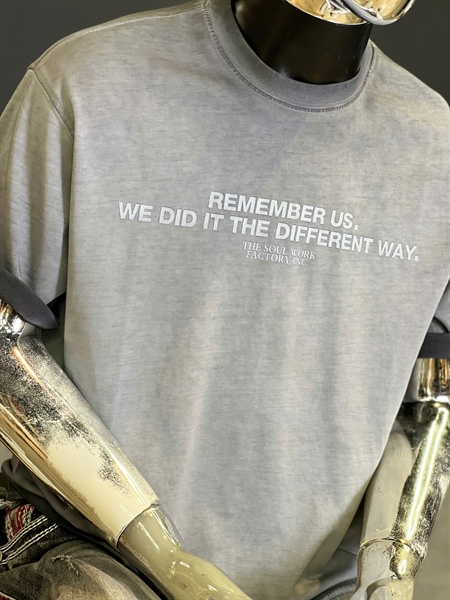 REMEMBER US.
WE DID IT THE DIFFERENT WAY.
THE SOUL WORK
FACTORY-INC.